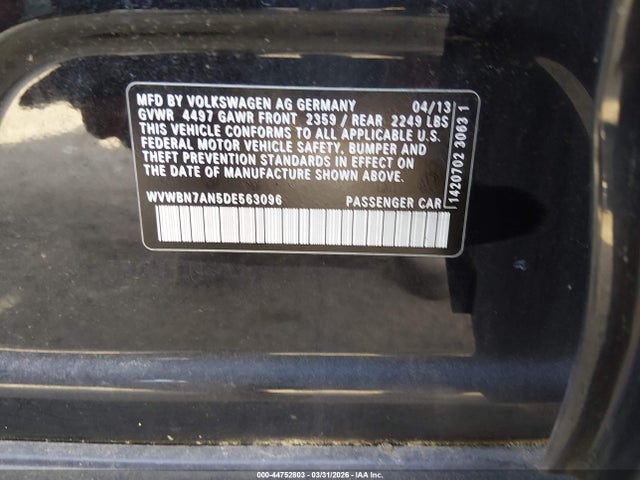 MFD BY VOLKSWAGEN AG GERMANY 04/13
GVWR 4497 GAWR FRONT 2359 / REAR 2249 LBS
THIS VEHICLE CONFORMS TO ALL APPLICABLE U.S.
FEDERAL MOTOR VEHICLE SAFETY, BUMPER AND
THEFT PREVENTION STANDARDS IN EFFECT ON
THE DATE OF MANUFACTURE SHOWN ABOVE.
WVWBN7AN5DE563096 PASSENGER CAR
1420702 3063 1
000-44752803 | 03/31/2026 | IAA Inc.